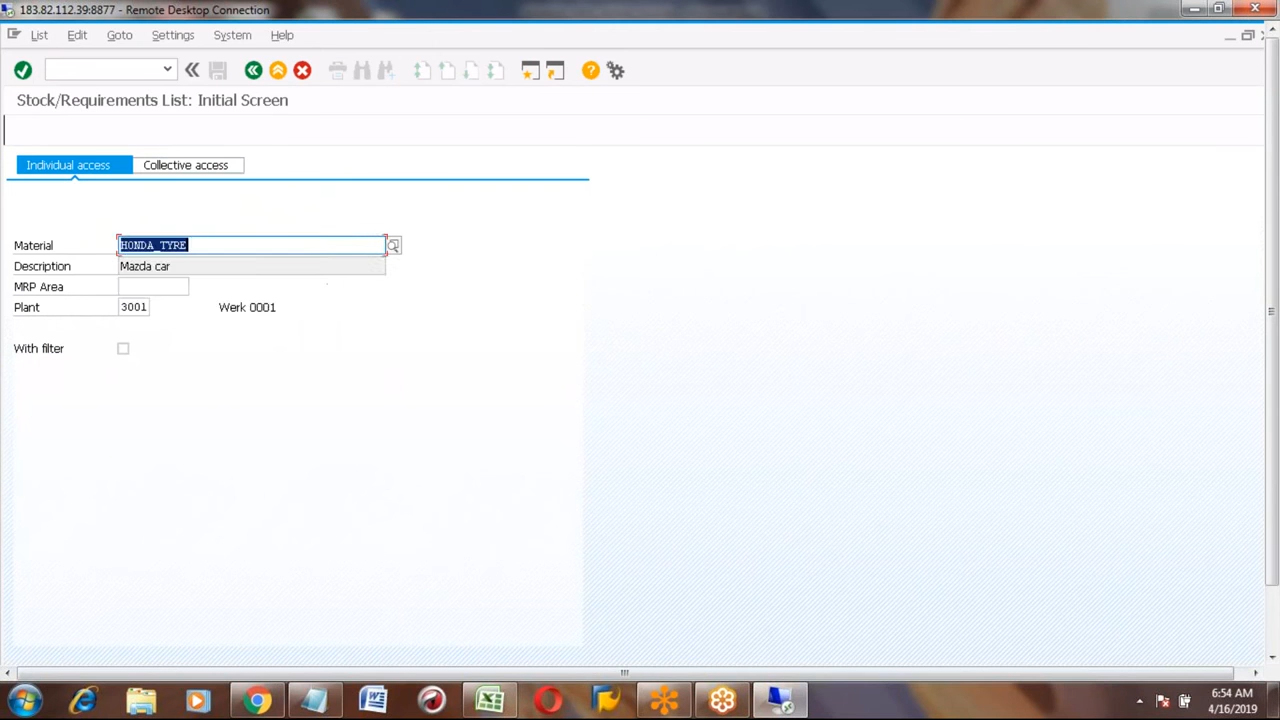 183.82.112.39:8877 - Remote Desktop Connection
List Edit Goto Settings System Help
Stock/Requirements List: Initial Screen
Individual access Collective access
Material HONDA_TYRE
Description Mazda car
MRP Area
Plant 3001 Werk 0001
With filter
6:54 AM
4/16/2019